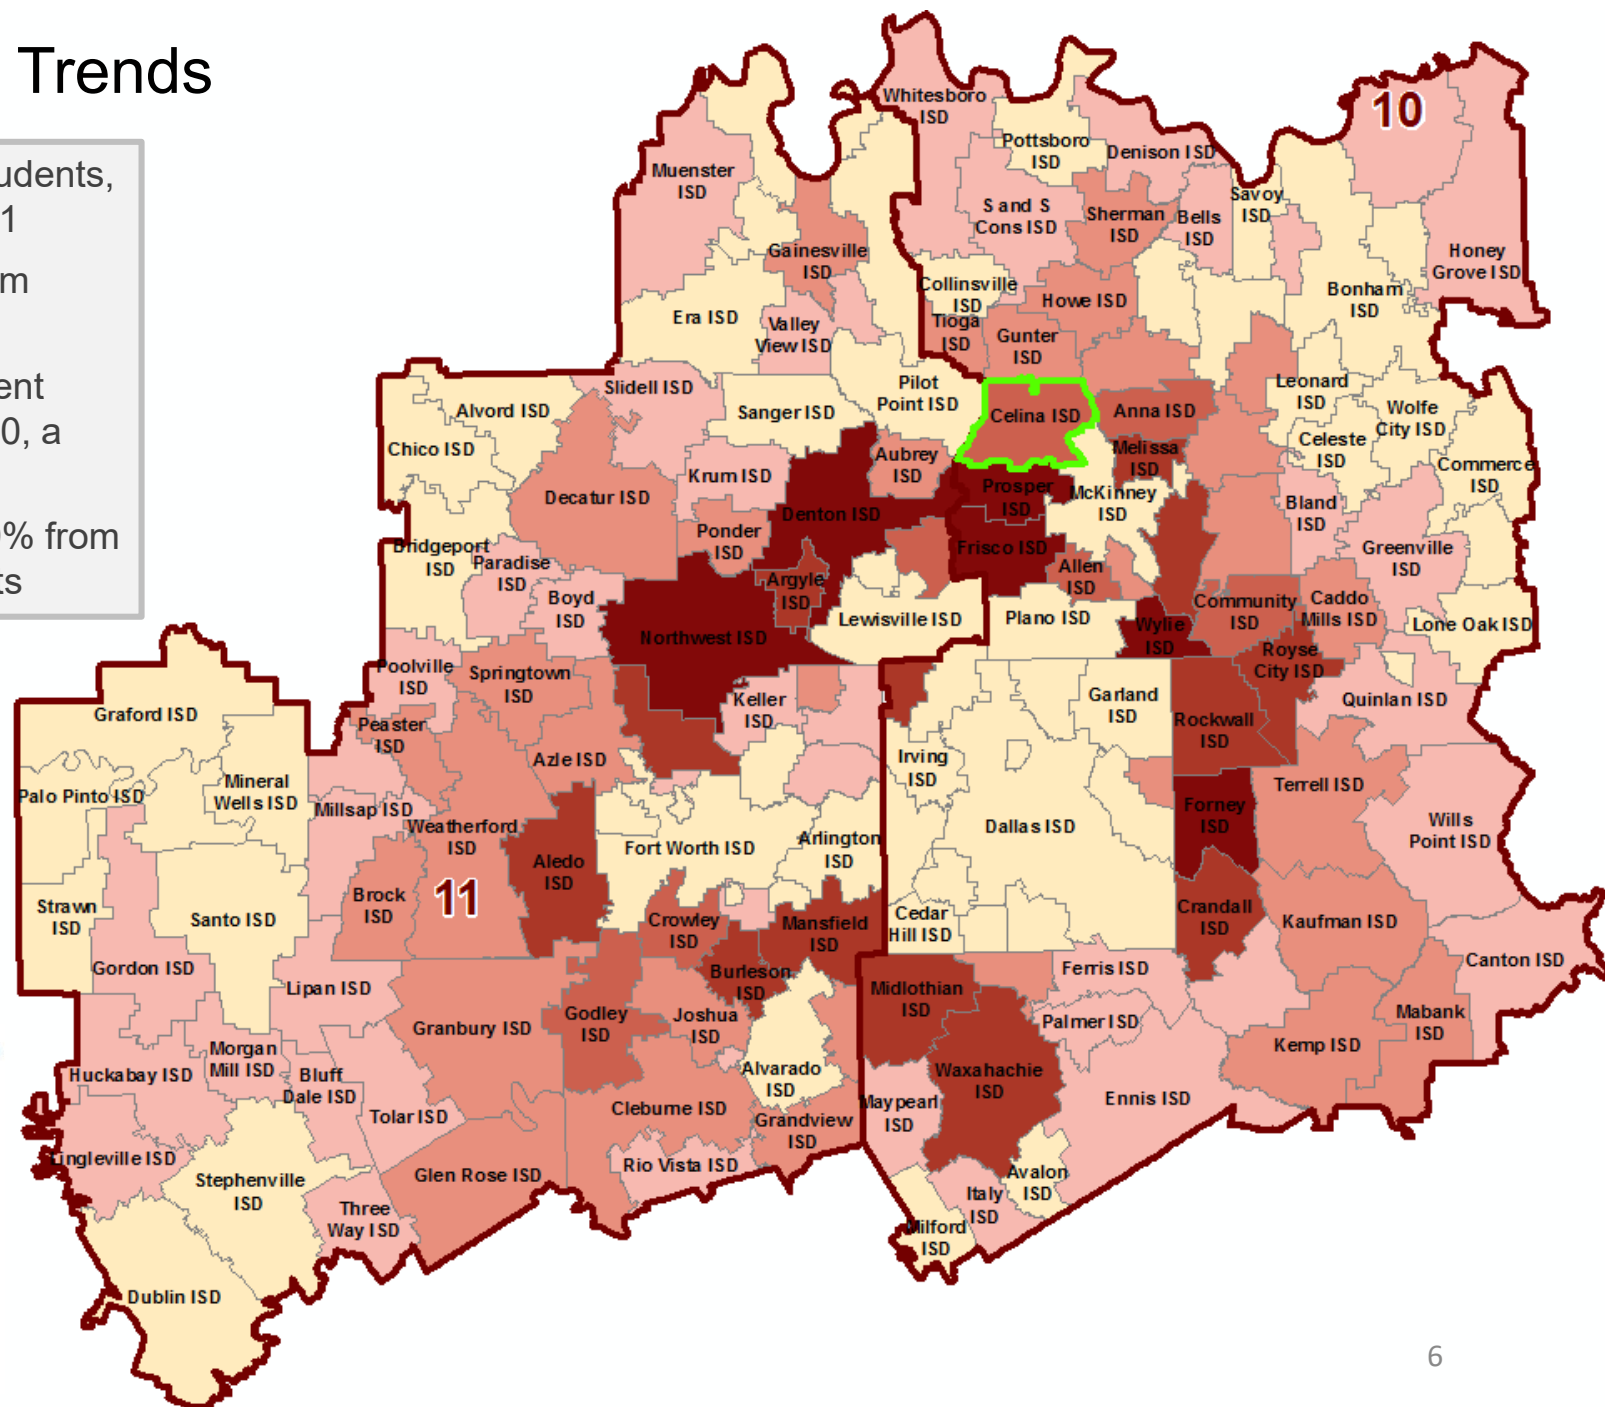 Trends
udents,
1
m
ent
0, a
% from
ts
10
Whitesboro
ISD
Pottsboro
ISD
Denison ISD
Muenster
ISD
Savoy
ISD
S and S
Cons ISD
Sherman
ISD
Bells
ISD
Gainesville
ISD
Honey
Grove ISD
Collinsville
ISD
Howe ISD
Bonham
ISD
Era ISD
Valley
View ISD
Tioga
ISD
Gunter
ISD
Slidell ISD
Pilot
Point ISD
Leonard
ISD
Alvord ISD
Sanger ISD
Celina ISD
Anna ISD
Wolfe
City ISD
Chico ISD
Celeste
ISD
Melissa
ISD
Aubrey
ISD
Krum ISD
Commerce
ISD
Decatur ISD
Prosper
ISD
McKinney
ISD
Bland
ISD
Denton ISD
Ponder
ISD
Bridgeport
ISD
Paradise
ISD
Frisco ISD
Greenville
ISD
Allen
ISD
Argyle
ISD
Boyd
ISD
Community
ISD
Caddo
Mills ISD
Lewisville ISD
Plano ISD
Lone Oak ISD
Northwest ISD
Wylie
ISD
Royse
City ISD
Poolville
ISD
Springtown
ISD
Keller
ISD
Garland
ISD
Quinlan ISD
Graford ISD
Peaster
ISD
Rockwall
ISD
Azle ISD
Irving
ISD
Mineral
Wells ISD
Palo Pinto ISD
Millsap ISD
Terrell ISD
Forney
ISD
Wills
Point ISD
Weatherford
ISD
Dallas ISD
Arlington
ISD
Fort Worth ISD
Aledo
ISD
Brock
ISD
11
Strawn
ISD
Santo ISD
Crowley
ISD
Mansfield
ISD
Cedar
Hill ISD
Crandall
ISD
Kaufman ISD
Gordon ISD
Lipan ISD
Burleson
ISD
Ferris ISD
Canton ISD
Midlothian
ISD
Granbury ISD
Godley
ISD
Joshua
ISD
Palmer ISD
Mabank
ISD
Kemp ISD
Huckabay ISD
Morgan
Mill ISD
Bluff
Dale ISD
Alvarado
ISD
Waxahachie
ISD
Tolar ISD
Cleburne ISD
Maypearl
ISD
Ennis ISD
Grandview
ISD
Lingleville ISD
Rio Vista ISD
Glen Rose ISD
Stephenville
ISD
Avalon
ISD
Three
Way ISD
Italy
ISD
Milford
ISD
Dublin ISD
6